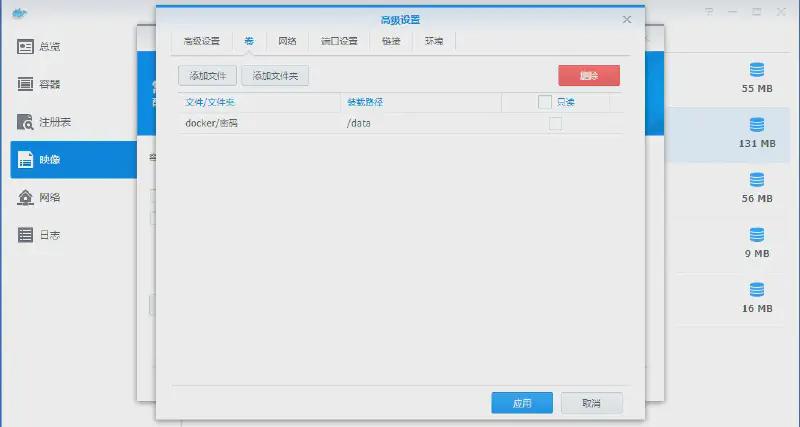 高级设置
总览
容器
注册表
映像
网络
日志
高级设置 卷 网络 端口设置 链接 环境
添加文件 添加文件夹 删除
文件/文件夹 装载路径 只读
docker/密码 /data
55 MB
131 MB
56 MB
9 MB
16 MB
应用 取消